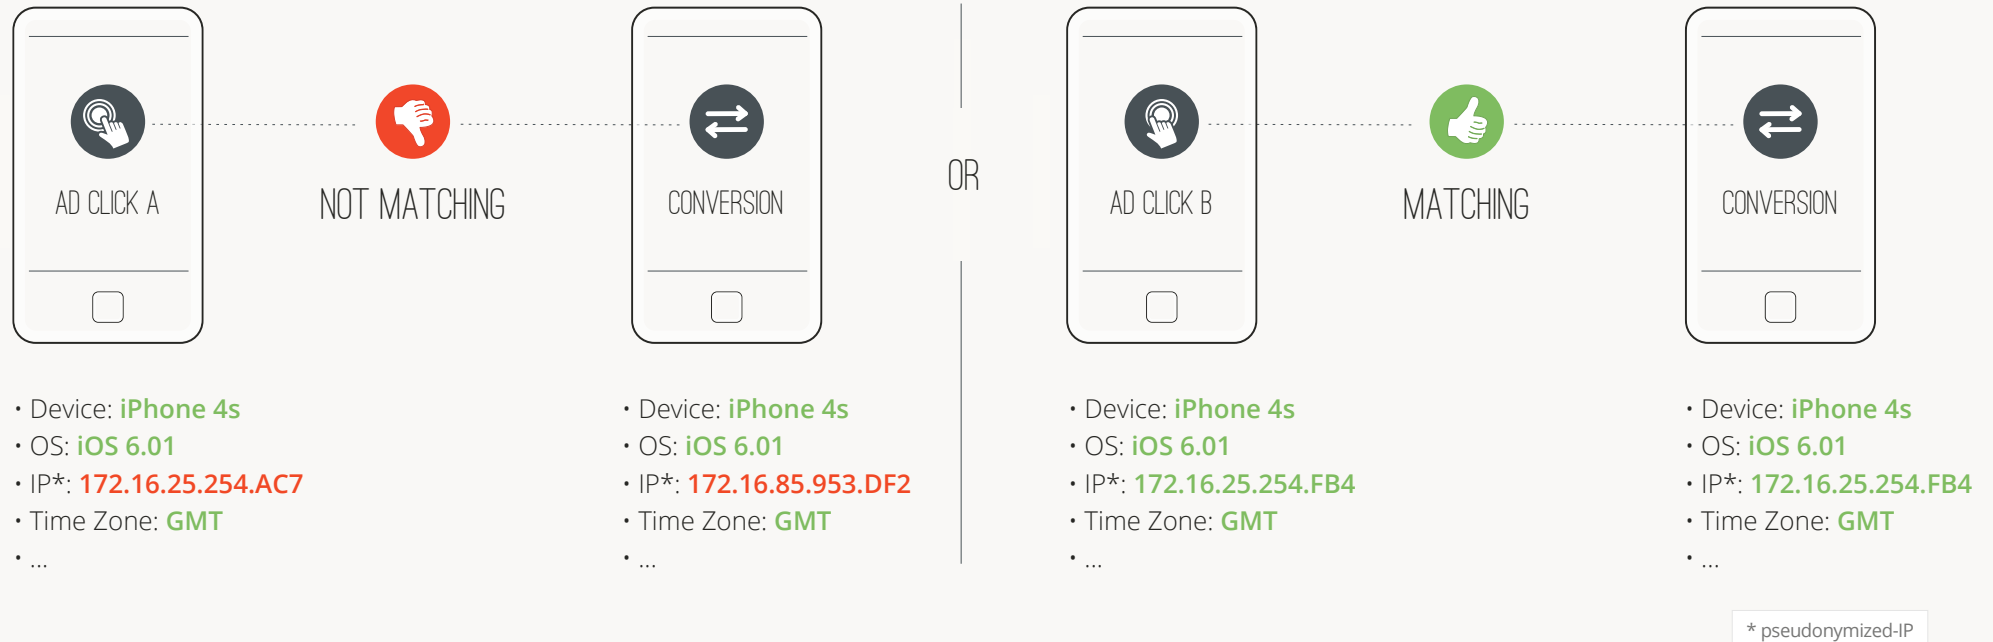 AD CLICK A
NOT MATCHING
CONVERSION
• Device: iPhone 4s
• OS: iOS 6.01
• IP*: 172.16.25.254.AC7
• Time Zone: GMT
• ...
• Device: iPhone 4s
• OS: iOS 6.01
• IP*: 172.16.85.953.DF2
• Time Zone: GMT
• ...
OR
AD CLICK B
MATCHING
CONVERSION
• Device: iPhone 4s
• OS: iOS 6.01
• IP*: 172.16.25.254.FB4
• Time Zone: GMT
• ...
• Device: iPhone 4s
• OS: iOS 6.01
• IP*: 172.16.25.254.FB4
• Time Zone: GMT
• ...
* pseudonymized-IP